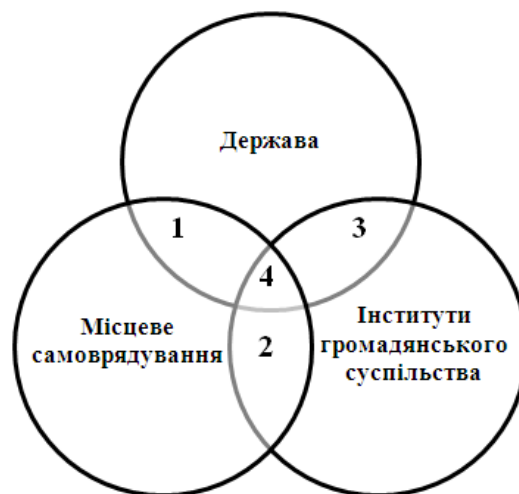 Держава
1
3
4
Місцеве
самоврядування
2
Інститути
громадянського
суспільства